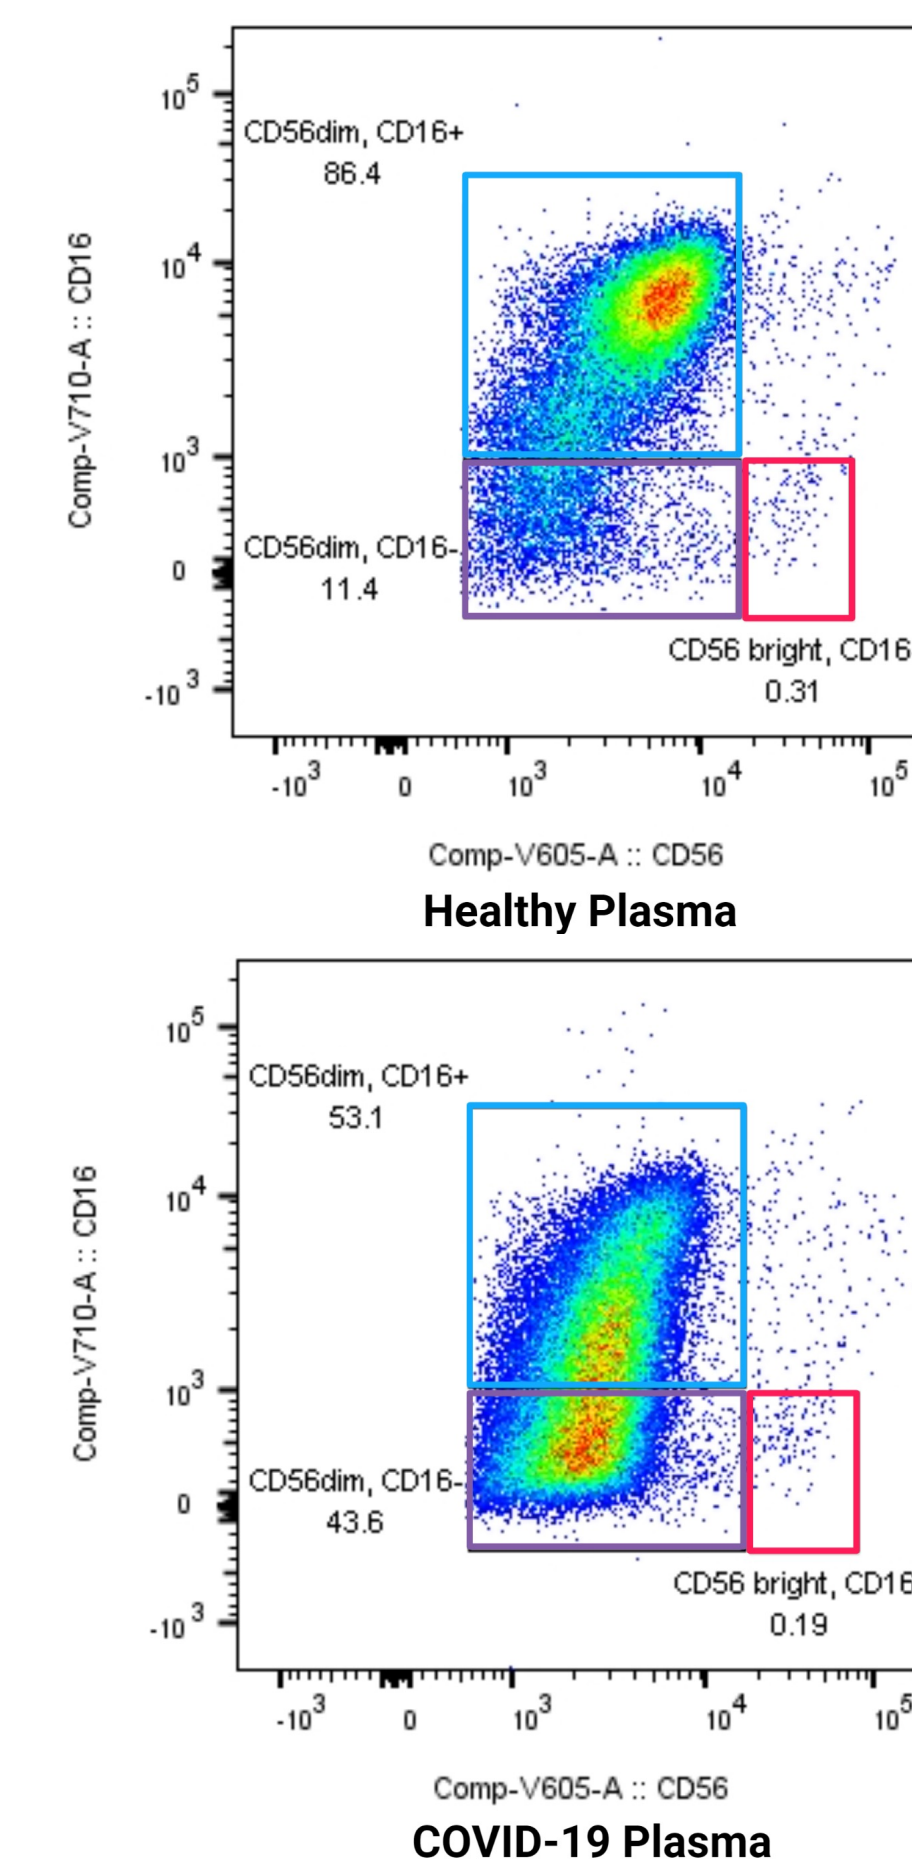 10^5
CD56dim, CD16+
86.4
10^4
Comp-V710-A :: CD16
10^3
CD56dim, CD16-
0
11.4
CD56 bright, CD16
-10^3
0.31
-10^3 0 10^3 10^4 10^5
Comp-V605-A :: CD56
Healthy Plasma
10^5
CD56dim, CD16+
53.1
10^4
Comp-V710-A :: CD16
10^3
CD56dim, CD16-
0
43.6
CD56 bright, CD16
-10^3
0.19
-10^3 0 10^3 10^4 10^5
Comp-V605-A :: CD56
COVID-19 Plasma